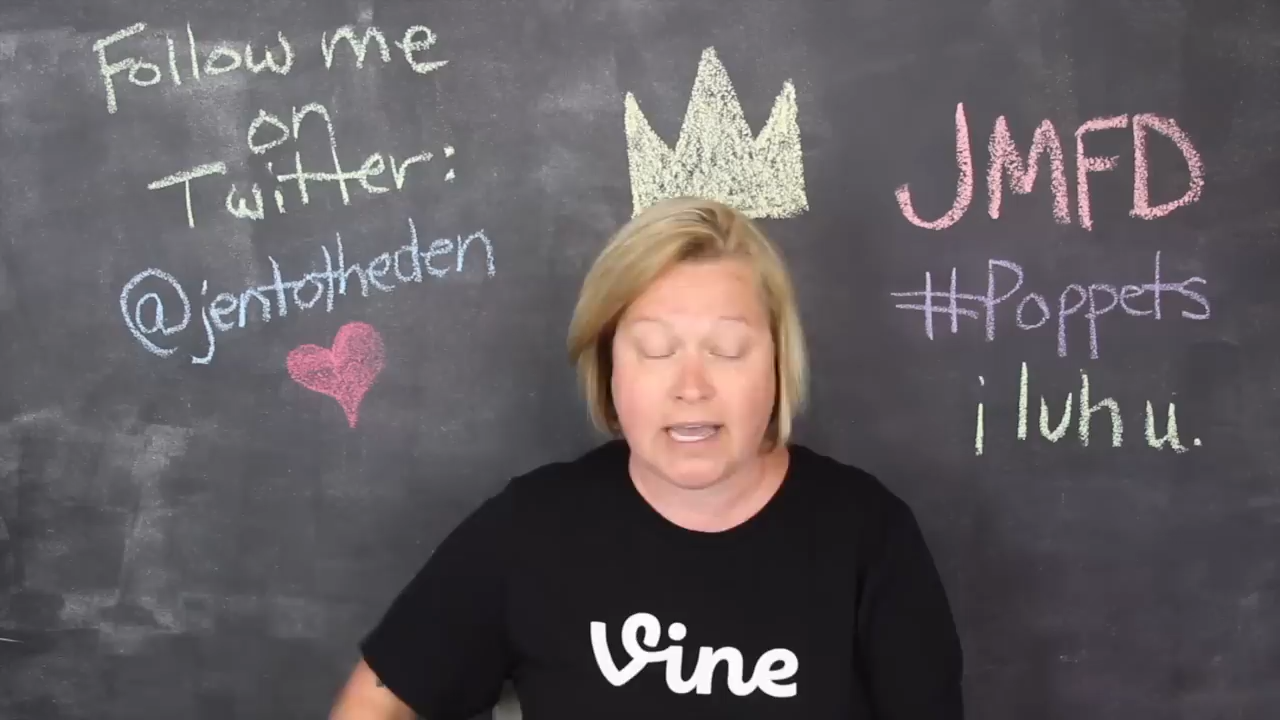 Follow me
on
Twitter:
@jentotheden
JMFD
#Poppets
i luh u.
vine